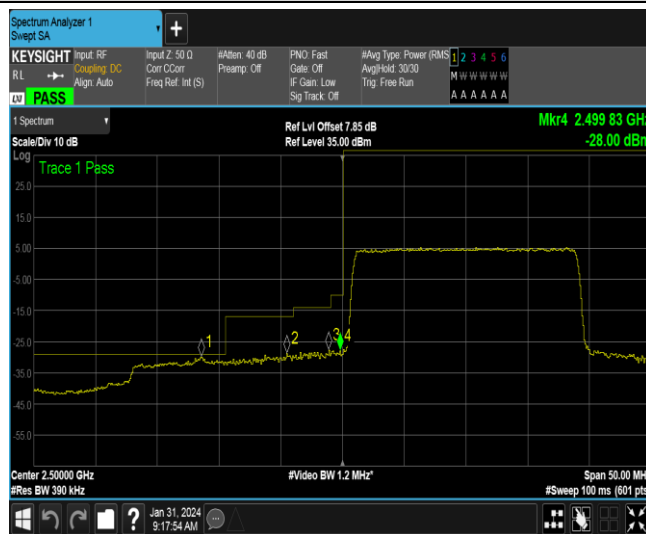 Spectrum Analyzer 1
Swept SA
KEYSIGHT
RL
LXI PASS
Input: RF
Coupling: DC
Align: Auto
Input Z: 50 Ω
Corr CCorr
Freq Ref: Int (S)
#Atten: 40 dB
Preamp: Off
PNO: Fast
Gate: Off
IF Gain: Low
Sig Track: Off
#Avg Type: Power (RMS
Avg|Hold: 30/30
Trig: Free Run
1 2 3 4 5 6
M W W W W W
A A A A A A
1 Spectrum
Scale/Div 10 dB
Ref Lvl Offset 7.85 dB
Ref Level 35.00 dBm
Mkr4 2.499 83 GHz
-28.00 dBm
Log
Trace 1 Pass
25.0
15.0
5.00
-5.00
-15.0
-25.0
-35.0
-45.0
-55.0
1
2
3
4
Center 2.50000 GHz
#Res BW 390 kHz
#Video BW 1.2 MHz*
Span 50.00 MH
#Sweep 100 ms (601 pts
Jan 31, 2024
9:17:54 AM